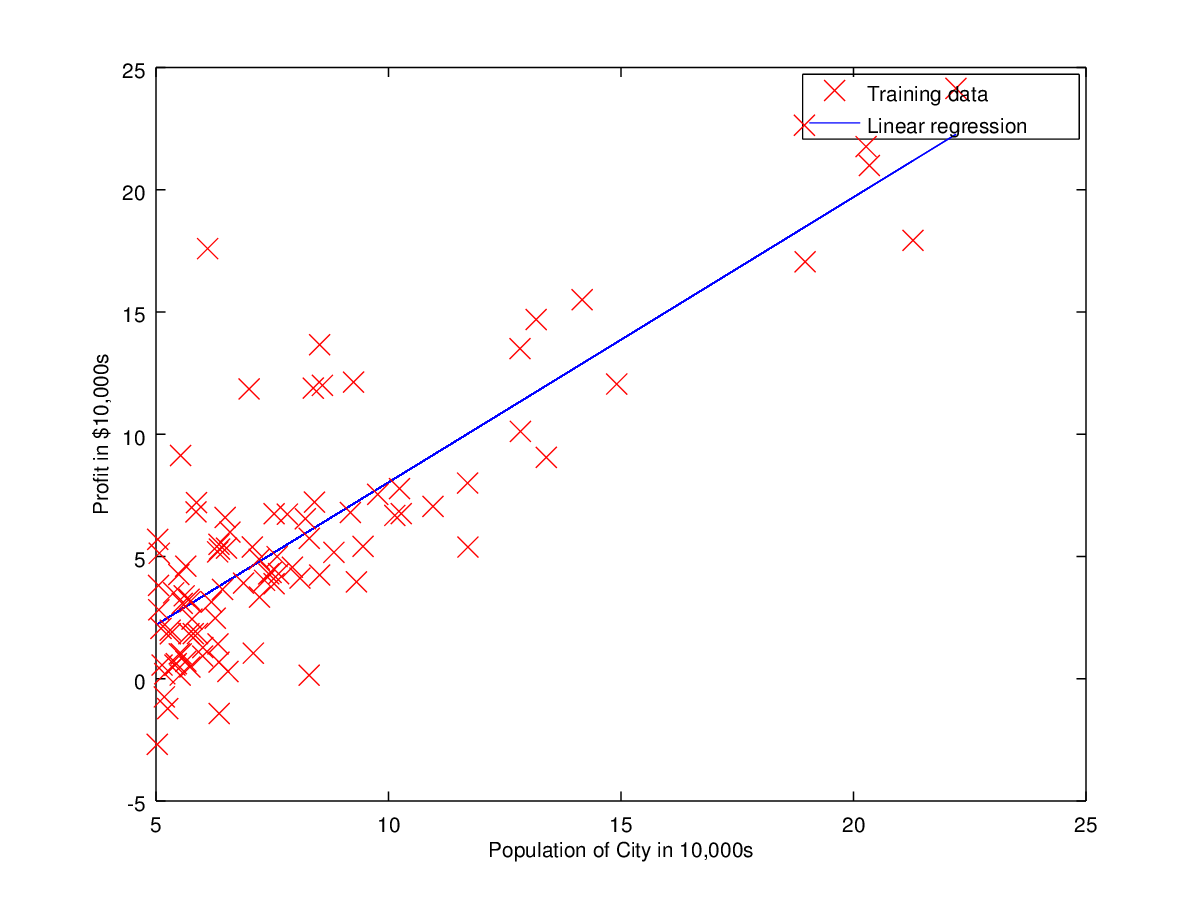 25
20
15
10
5
0
-5
Profit in $10,000s
Training data
Linear regression
5 10 15 20 25
Population of City in 10,000s